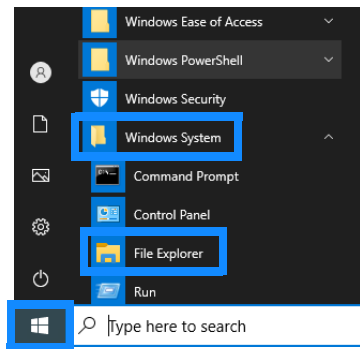 Windows Ease of Access
Windows PowerShell
Windows Security
Windows System
Command Prompt
Control Panel
File Explorer
Run
Type here to search